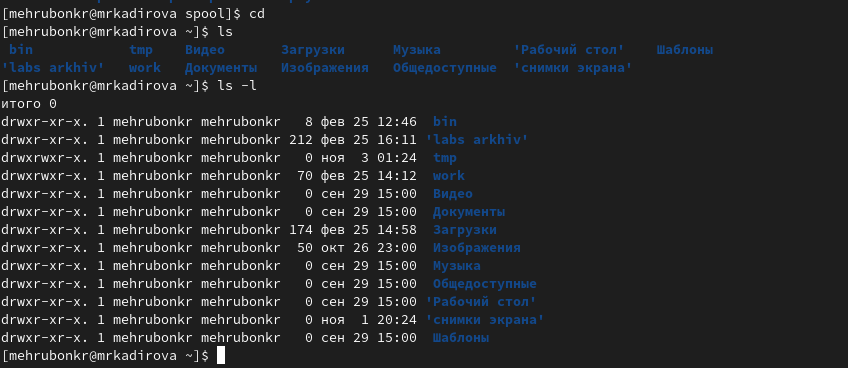 [mehrubonkr@mrkadirova spool]$ cd
[mehrubonkr@mrkadirova ~]$ ls
 bin            tmp    Видео       Загрузки      Музыка         'Рабочий стол'    Шаблоны
'labs arkhiv'   work   Документы   Изображения   Общедоступные  'снимки экрана'
[mehrubonkr@mrkadirova ~]$ ls -l
итого 0
drwxr-xr-x. 1 mehrubonkr mehrubonkr   8 фев 25 12:46  bin
drwxr-xr-x. 1 mehrubonkr mehrubonkr 212 фев 25 16:11 'labs arkhiv'
drwxrwxr-x. 1 mehrubonkr mehrubonkr   0 ноя  3 01:24  tmp
drwxrwxr-x. 1 mehrubonkr mehrubonkr  70 фев 25 14:12  work
drwxr-xr-x. 1 mehrubonkr mehrubonkr   0 сен 29 15:00  Видео
drwxr-xr-x. 1 mehrubonkr mehrubonkr   0 сен 29 15:00  Документы
drwxr-xr-x. 1 mehrubonkr mehrubonkr 174 фев 25 14:58  Загрузки
drwxr-xr-x. 1 mehrubonkr mehrubonkr  50 окт 26 23:00  Изображения
drwxr-xr-x. 1 mehrubonkr mehrubonkr   0 сен 29 15:00  Музыка
drwxr-xr-x. 1 mehrubonkr mehrubonkr   0 сен 29 15:00  Общедоступные
drwxr-xr-x. 1 mehrubonkr mehrubonkr   0 сен 29 15:00 'Рабочий стол'
drwxr-xr-x. 1 mehrubonkr mehrubonkr   0 ноя  1 20:24 'снимки экрана'
drwxr-xr-x. 1 mehrubonkr mehrubonkr   0 сен 29 15:00  Шаблоны
[mehrubonkr@mrkadirova ~]$